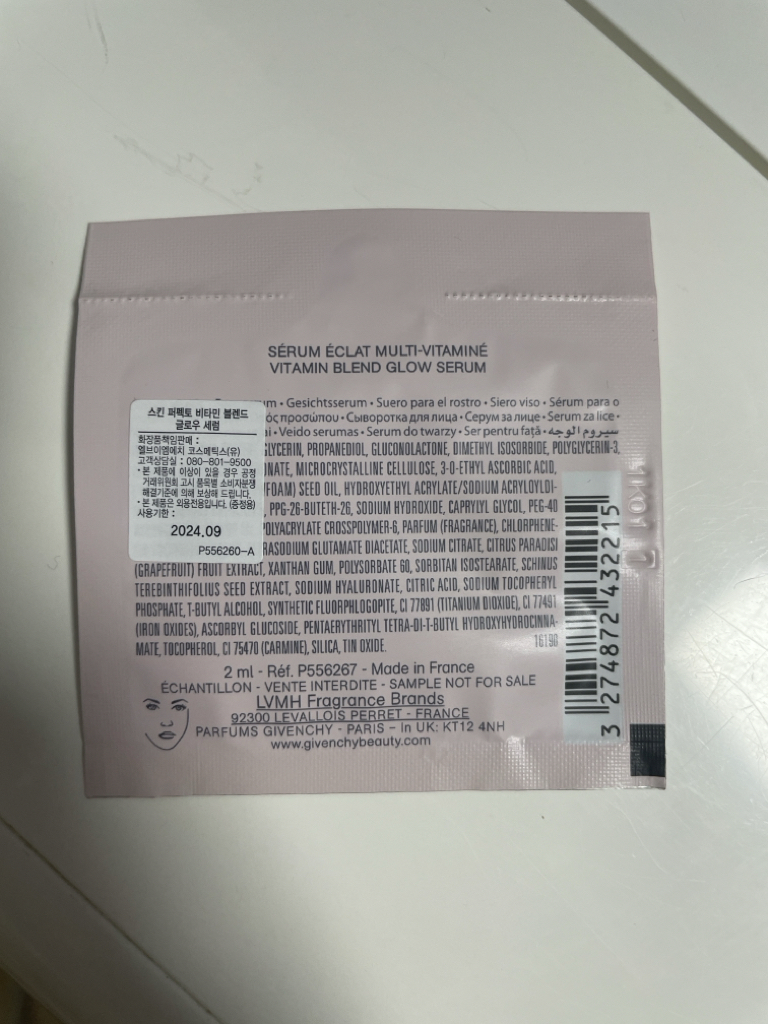 SÉRUM ÉCLAT MULTI-VITAMINÉ
VITAMIN BLEND GLOW SERUM
• Gesichtsserum • Suero para el rostro • Siero viso • Sérum para o
προσώπου • Сыворотка для лица • Серум за лице • Serum za lice •
• Veido serumas • Serum do twarzy • Ser pentru față • سيروم الوجه
스킨 퍼펙토 비타민 블렌드
글로우 세럼
화장품책임판매 :
엘브이엠에치 코스메틱스(유)
고객상담실 : 080-801-9500
• 본 제품에 이상이 있을 경우 공정
거래위원회 고시 품목별 소비자분쟁
해결기준에 의해 보상해 드립니다.
• 본 제품은 외용전용입니다. (증정용)
사용기한 :
2024.09
P556260-A
GLYCERIN, PROPANEDIOL, GLUCONOLACTONE, DIMETHYL ISOSORBIDE, POLYGLYCERIN-3,
MICROCRYSTALLINE CELLULOSE, 3-O-ETHYL ASCORBIC ACID,
(FOAM) SEED OIL, HYDROXYETHYL ACRYLATE/SODIUM ACRYLOYLDI-
, PPG-26-BUTETH-26, SODIUM HYDROXIDE, CAPRYLYL GLYCOL, PEG-40
POLYACRYLATE CROSSPOLYMER-6, PARFUM (FRAGRANCE), CHLORPHENE-
GLUTAMATE DIACETATE, SODIUM CITRATE, CITRUS PARADISI
(GRAPEFRUIT) FRUIT EXTRACT, XANTHAN GUM, POLYSORBATE 60, SORBITAN ISOSTEARATE, SCHINUS
TEREBINTHIFOLIUS SEED EXTRACT, SODIUM HYALURONATE, CITRIC ACID, SODIUM TOCOPHERYL
PHOSPHATE, T-BUTYL ALCOHOL, SYNTHETIC FLUORPHLOGOPITE, CI 77891 (TITANIUM DIOXIDE), CI 77491
(IRON OXIDES), ASCORBYL GLUCOSIDE, PENTAERYTHRITYL TETRA-DI-T-BUTYL HYDROXYHYDROCINNA-
MATE, TOCOPHEROL, CI 75470 (CARMINE), SILICA, TIN OXIDE.
2 ml - Réf. P556267 - Made in France
ÉCHANTILLON - VENTE INTERDITE - SAMPLE NOT FOR SALE
LVMH Fragrance Brands
92300 LEVALLOIS PERRET - FRANCE
PARFUMS GIVENCHY - PARIS - In UK: KT12 4NH
www.givenchybeauty.com
3 274872 432215